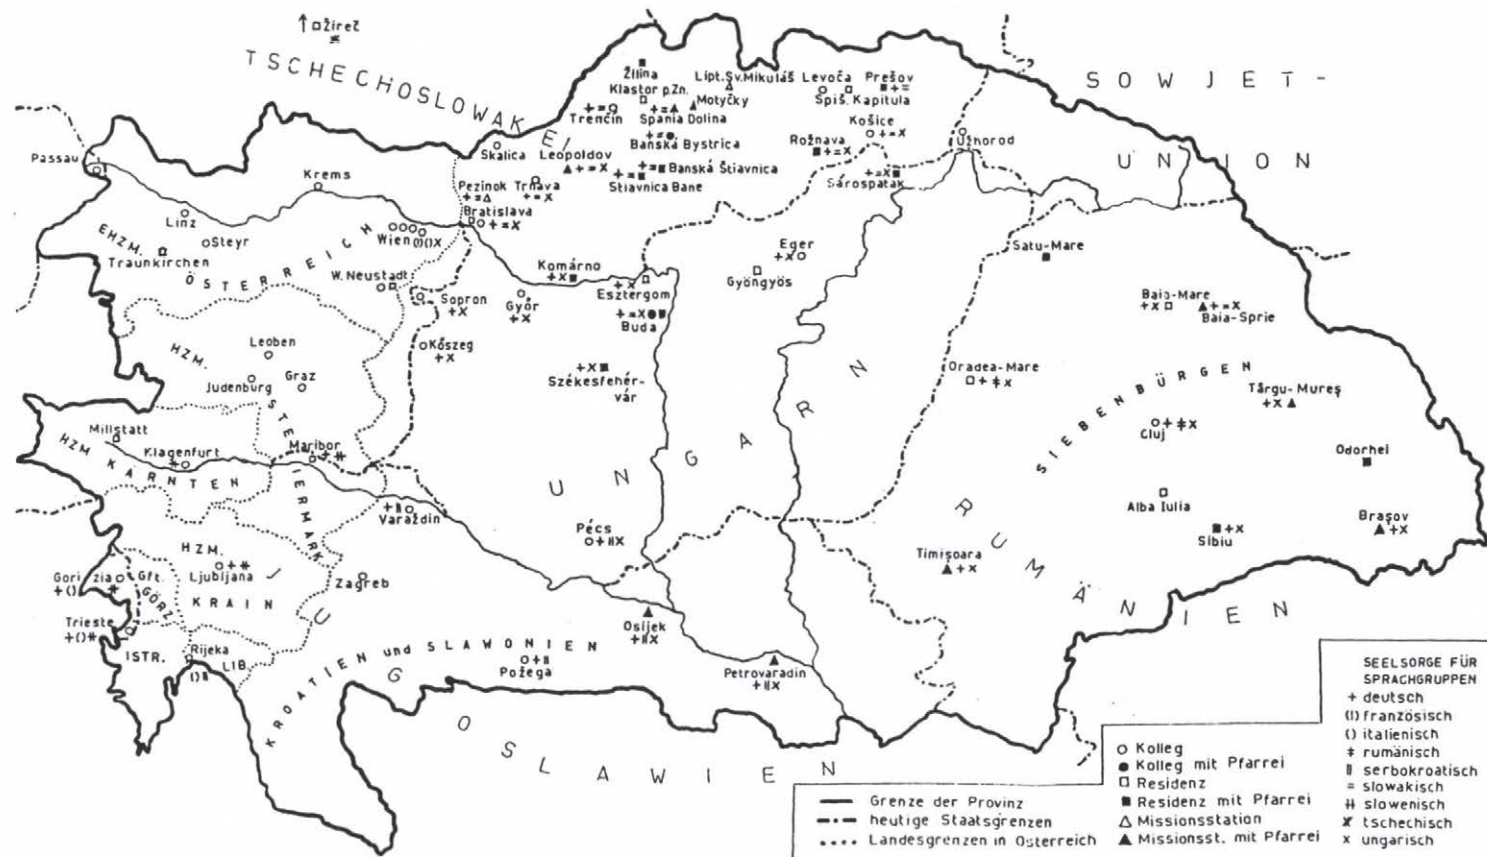 Žireč
TSCHECHOSLOWAKEI
SOWJET-
UNION
Žilina
Klastor p.Zn.
Lipt.Sv.Mikuláš
Levoča
Prešov
Motyčky
Spiš. Kapitula
Trenčín
Spania Dolina
Košice
Banská Bystrica
Rožnava
Užhorod
Skalica
Leopoldov
Banská Štiavnica
Stiavnica Bane
Sárospatak
Passau
Krems
Pezinok
Trnava
Bratislava
Linz
Steyr
Wien
EHZM.
ÖSTERREICH
Traunkirchen
W. Neustadt
Eger
Satu-Mare
Komárno
Gyöngyös
Sopron
Győr
Esztergom
Baia-Mare
Buda
Baia-Sprie
HZM.
Leoben
Kőszeg
Judenburg
Graz
Székesfehér-
vár
Oradea-Mare
Târgu-Mureş
STEIERMARK
SIEBENBÜRGEN
Cluj
Millstatt
Klagenfurt
Maribor
HZM KÄRNTEN
Odorhei
UNGARN
Alba Iulia
Varaždin
Pécs
Sibiu
Braşov
HZM.
Ljubljana
KRAIN
Timişoara
RUMÄNIEN
Gorizia
Gft.
GÖRZ
Zagreb
Trieste
ISTR.
Rijeka
LIB.
Osijek
KROATIEN und SLAWONIEN
Požega
Petrovaradin
JUGOSLAWIEN
Grenze der Provinz
heutige Staatsgrenzen
Landesgrenzen in Österreich
Kolleg
Kolleg mit Pfarrei
Residenz
Residenz mit Pfarrei
Missionsstation
Missionsst. mit Pfarrei
SEELSORGE FÜR
SPRACHGRUPPEN
+ deutsch
(I) französisch
() italienisch
‡ rumänisch
|| serbokroatisch
= slowakisch
slowenisch
tschechisch
x ungarisch